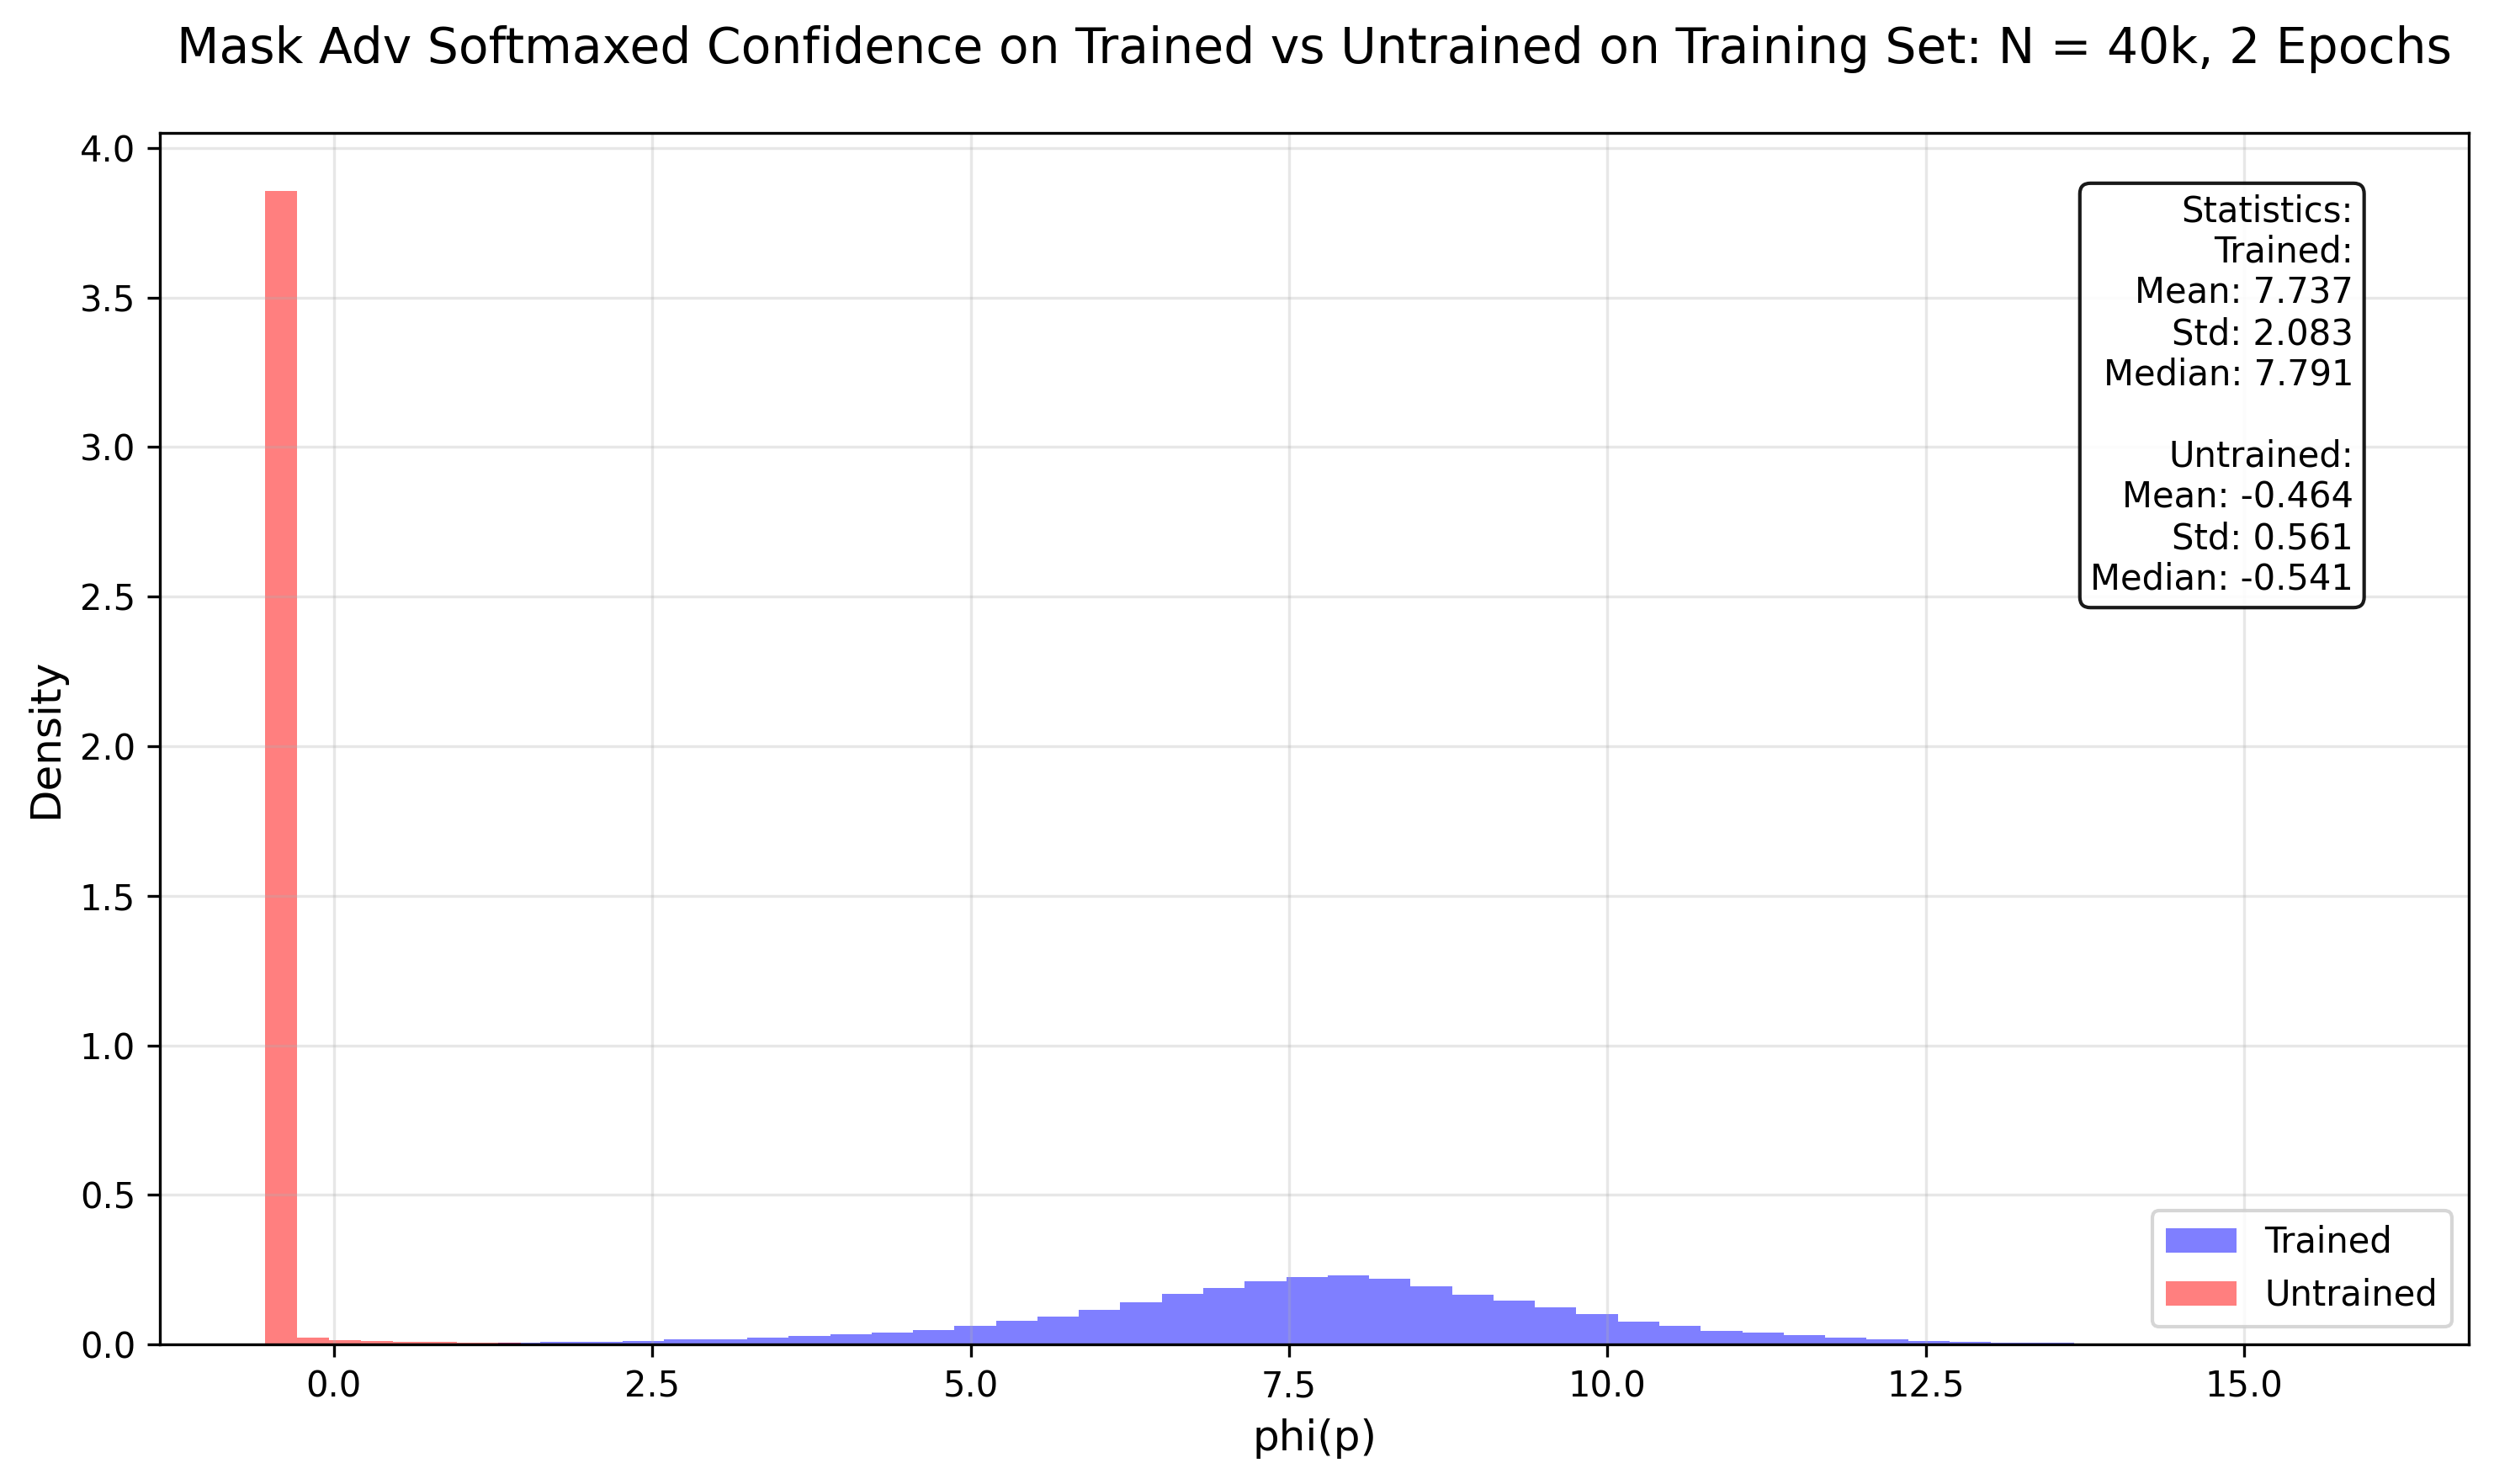 Mask Adv Softmaxed Confidence on Trained vs Untrained on Training Set: N = 40k, 2 Epochs
4.0
3.5
3.0
2.5
2.0
1.5
1.0
0.5
0.0
Density
Statistics:
Trained:
Mean: 7.737
Std: 2.083
Median: 7.791
Untrained:
Mean: -0.464
Std: 0.561
Median: -0.541
Trained
Untrained
0.0 2.5 5.0 7.5 10.0 12.5 15.0
phi(p)